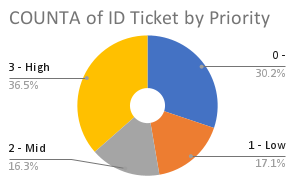 COUNTA of ID Ticket by Priority
3 - High
36.5%
0 -
30.2%
2 - Mid
16.3%
1 - Low
17.1%